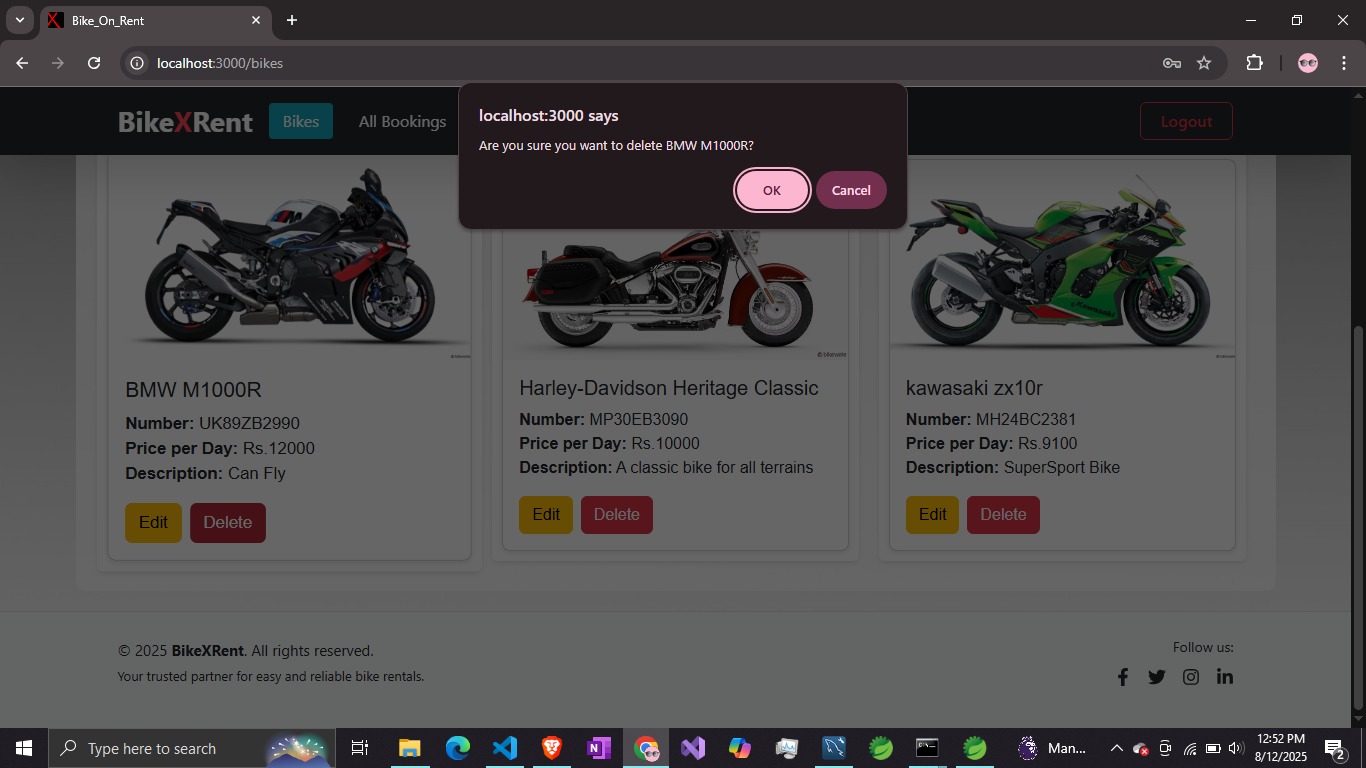 Bike_On_Rent
localhost:3000/bikes
BikeXRent
Bikes
All Bookings
Logout
localhost:3000 says
Are you sure you want to delete BMW M1000R?
OK
Cancel
Ninja
Kawasaki
BMW M1000R
Number: UK89ZB2990
Price per Day: Rs.12000
Description: Can Fly
Edit
Delete
Harley-Davidson Heritage Classic
Number: MP30EB3090
Price per Day: Rs.10000
Description: A classic bike for all terrains
Edit
Delete
kawasaki zx10r
Number: MH24BC2381
Price per Day: Rs.9100
Description: SuperSport Bike
Edit
Delete
© 2025 BikeXRent. All rights reserved.
Your trusted partner for easy and reliable bike rentals.
Follow us:
Type here to search
Man...
12:52 PM
8/12/2025
2